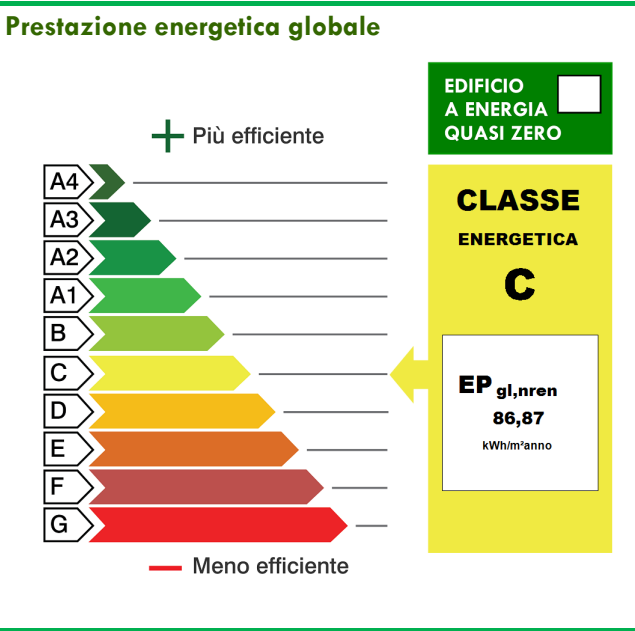 Prestazione energetica globale
EDIFICIO
A ENERGIA
QUASI ZERO
+ Più efficiente
A4
A3
A2
A1
B
C
D
E
F
G
— Meno efficiente
CLASSE
ENERGETICA
C
EP gl,nren
86,87
kWh/m²anno